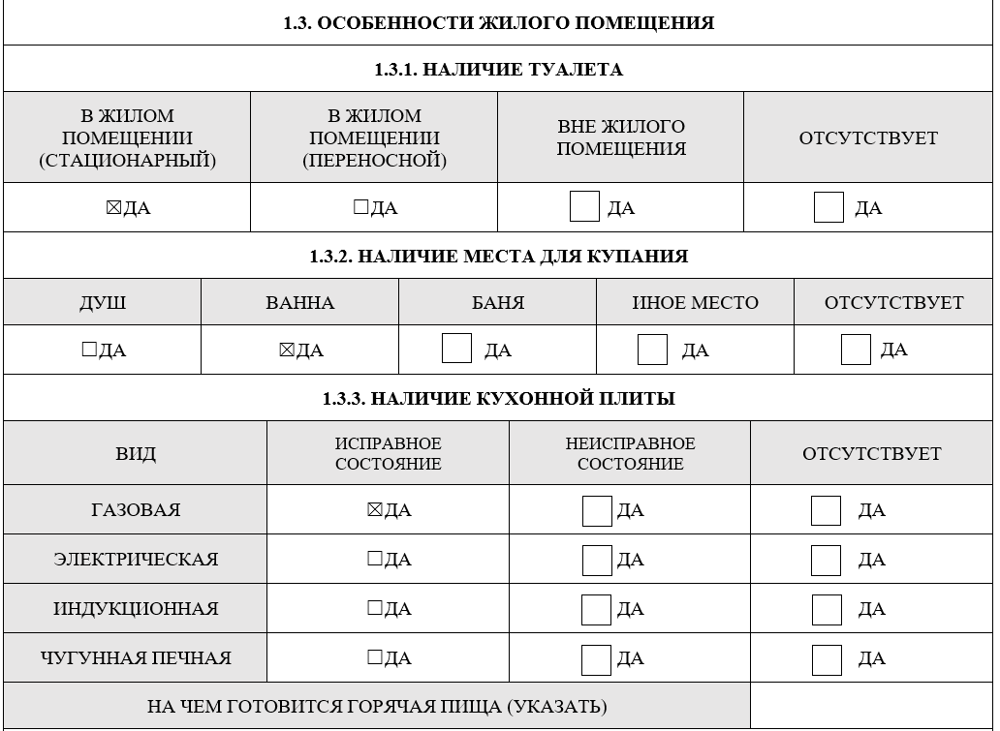 1.3. ОСОБЕННОСТИ ЖИЛОГО ПОМЕЩЕНИЯ
1.3.1. НАЛИЧИЕ ТУАЛЕТА
В ЖИЛОМ
ПОМЕЩЕНИИ
(СТАЦИОНАРНЫЙ)
В ЖИЛОМ
ПОМЕЩЕНИИ
(ПЕРЕНОСНОЙ)
ВНЕ ЖИЛОГО
ПОМЕЩЕНИЯ
ОТСУТСТВУЕТ
☒ДА ☐ДА ☐ ДА ☐ ДА
1.3.2. НАЛИЧИЕ МЕСТА ДЛЯ КУПАНИЯ
ДУШ ВАННА БАНЯ ИНОЕ МЕСТО ОТСУТСТВУЕТ
☐ДА ☒ДА ☐ ДА ☐ ДА ☐ ДА
1.3.3. НАЛИЧИЕ КУХОННОЙ ПЛИТЫ
ВИД
ИСПРАВНОЕ
СОСТОЯНИЕ
НЕИСПРАВНОЕ
СОСТОЯНИЕ
ОТСУТСТВУЕТ
ГАЗОВАЯ ☒ДА ☐ ДА ☐ ДА
ЭЛЕКТРИЧЕСКАЯ ☐ДА ☐ ДА ☐ ДА
ИНДУКЦИОННАЯ ☐ДА ☐ ДА ☐ ДА
ЧУГУННАЯ ПЕЧНАЯ ☐ДА ☐ ДА ☐ ДА
НА ЧЕМ ГОТОВИТСЯ ГОРЯЧАЯ ПИЩА (УКАЗАТЬ)